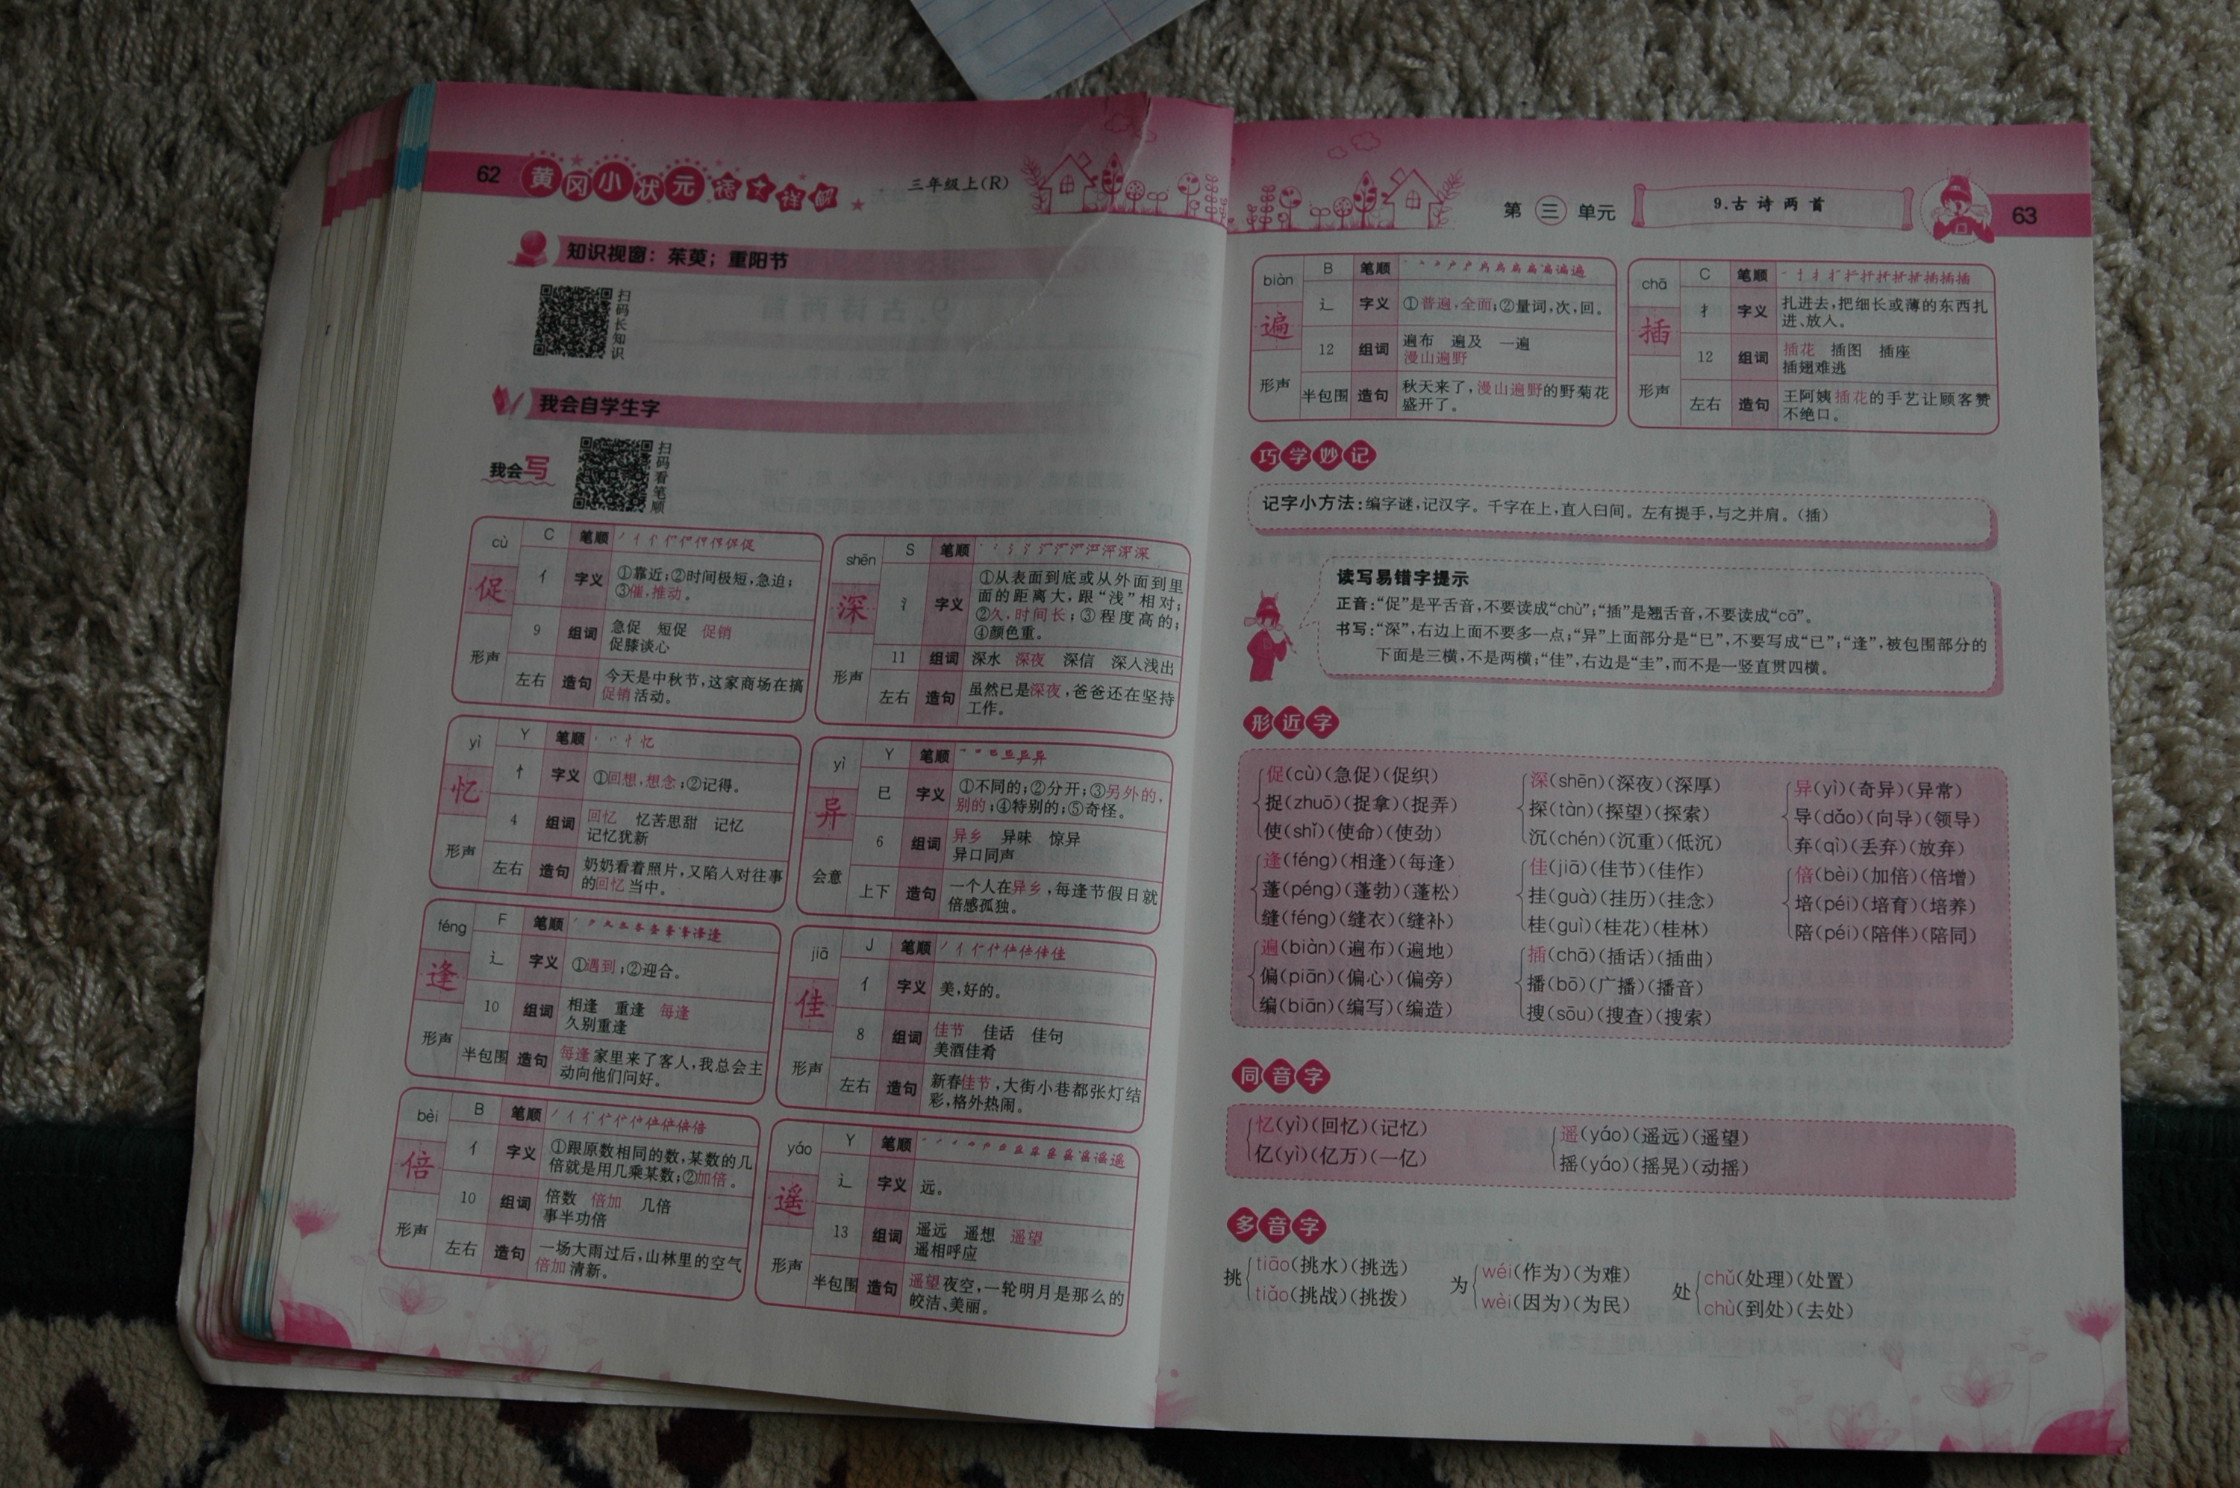 62
黄冈小状元语文详解
三年级上(R)
知识视窗：茱萸；重阳节
扫码长知识
我会自学生字
我会写
扫码看笔顺
cù
促
形声
C
亻
9
左右
笔顺
字义 ①靠近；②时间极短，急迫；
③催，推动。
组词 急促 短促 促销
促膝谈心
造句 今天是中秋节，这家商场在搞
促销活动。
shēn
深
形声
S
氵
11
左右
笔顺
字义 ①从表面到底或从外面到里
面的距离大，跟“浅”相对；
②久，时间长；③程度高的；
④颜色重。
组词 深水 深夜 深信 深入浅出
造句 虽然已是深夜，爸爸还在坚持
工作。
yì
忆
形声
Y
忄
4
左右
笔顺
字义 ①回想，想念；②记得。
组词 回忆 忆苦思甜 记忆
记忆犹新
造句 奶奶看着照片，又陷入对往事
的回忆当中。
yì
异
会意
Y
巳
6
上下
笔顺
字义 ①不同的；②分开；③另外的，
别的；④特别的；⑤奇怪。
组词 异乡 异味 惊异
异口同声
造句 一个人在异乡，每逢节假日就
倍感孤独。
féng
逢
形声
F
辶
10
半包围
笔顺
字义 ①遇到；②迎合。
组词 相逢 重逢 每逢
久别重逢
造句 每逢家里来了客人，我总会主
动向他们问好。
jiā
佳
形声
J
亻
8
左右
笔顺
字义 美，好的。
组词 佳节 佳话 佳句
美酒佳肴
造句 新春佳节，大街小巷都张灯结
彩，格外热闹。
bèi
倍
形声
B
亻
10
左右
笔顺
字义 ①跟原数相同的数，某数的几
倍就是用几乘某数；②加倍。
组词 倍数 倍加 几倍
事半功倍
造句 一场大雨过后，山林里的空气
倍加清新。
yáo
遥
形声
Y
辶
13
半包围
笔顺
字义 远。
组词 遥远 遥想 遥望
遥相呼应
造句 遥望夜空，一轮明月是那么的
皎洁、美丽。
第三单元
9.古诗两首
63
biàn
遍
形声
B
辶
12
半包围
笔顺
字义 ①普遍，全面；②量词，次，回。
组词 遍布 遍及 一遍
漫山遍野
造句 秋天来了，漫山遍野的野菊花
盛开了。
chā
插
形声
C
扌
12
左右
笔顺
字义 扎进去，把细长或薄的东西扎
进、放入。
组词 插花 插图 插座
插翅难逃
造句 王阿姨插花的手艺让顾客赞
不绝口。
巧学妙记
记字小方法：编字谜，记汉字。千字在上，直入臼间。左有提手，与之并肩。（插）
读写易错字提示
正音：“促”是平舌音，不要读成“chù”；“插”是翘舌音，不要读成“cā”。
书写：“深”，右边上面不要多一点；“异”上面部分是“巳”，不要写成“已”；“逢”，被包围部分的
下面是三横，不是两横；“佳”，右边是“圭”，而不是一竖直贯四横。
形近字
促(cù)(急促)(促织)
捉(zhuō)(捉拿)(捉弄)
使(shǐ)(使命)(使劲)
深(shēn)(深夜)(深厚)
探(tàn)(探望)(探索)
沉(chén)(沉重)(低沉)
异(yì)(奇异)(异常)
导(dǎo)(向导)(领导)
弃(qì)(丢弃)(放弃)
逢(féng)(相逢)(每逢)
蓬(péng)(蓬勃)(蓬松)
缝(féng)(缝衣)(缝补)
佳(jiā)(佳节)(佳作)
挂(guà)(挂历)(挂念)
桂(guì)(桂花)(桂林)
倍(bèi)(加倍)(倍增)
培(péi)(培育)(培养)
陪(péi)(陪伴)(陪同)
遍(biàn)(遍布)(遍地)
偏(piān)(偏心)(偏旁)
编(biān)(编写)(编造)
插(chā)(插话)(插曲)
播(bō)(广播)(播音)
搜(sōu)(搜查)(搜索)
同音字
忆(yì)(回忆)(记忆)
亿(yì)(亿万)(一亿)
遥(yáo)(遥远)(遥望)
摇(yáo)(摇晃)(动摇)
多音字
挑
tiāo(挑水)(挑选)
tiǎo(挑战)(挑拨)
为
wéi(作为)(为难)
wèi(因为)(为民)
处
chǔ(处理)(处置)
chù(到处)(去处)